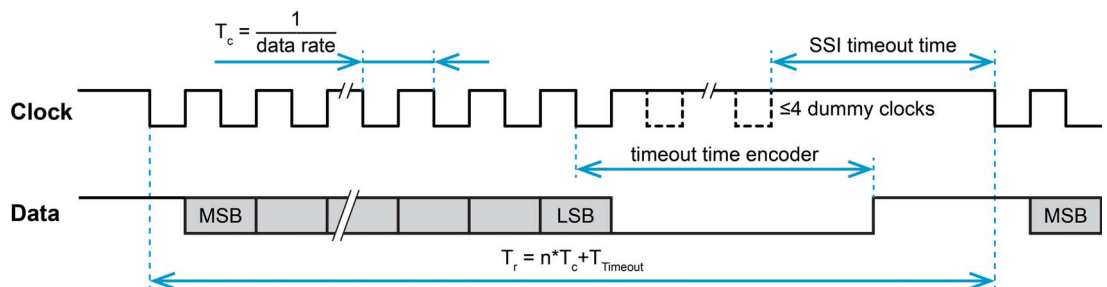 T_c = 1 / data rate
SSI timeout time
Clock
≤4 dummy clocks
timeout time encoder
Data
MSB
LSB
MSB
T_r = n*T_c+T_Timeout